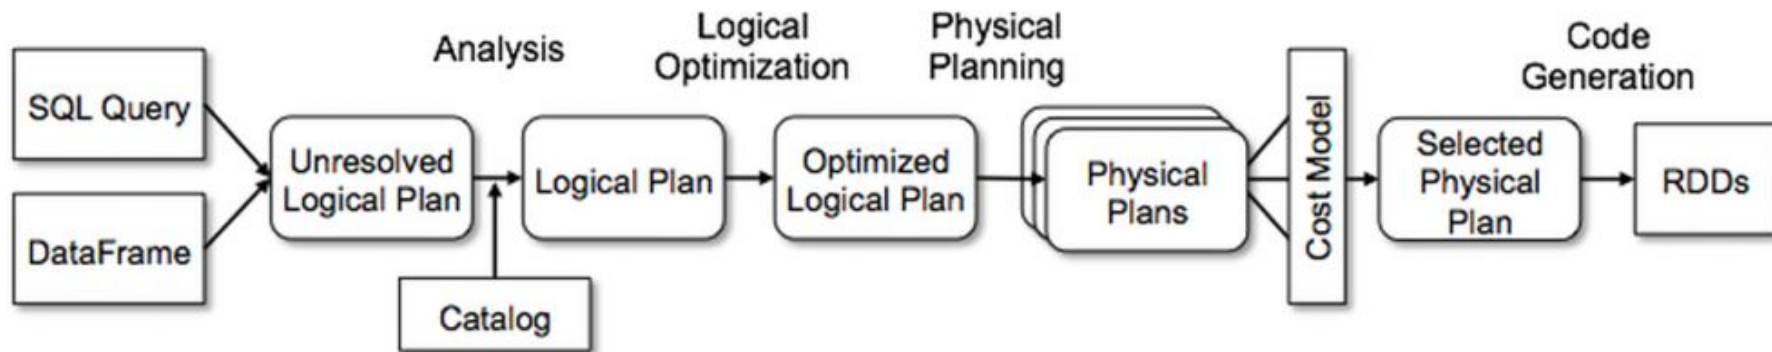 Analysis
Logical
Optimization
Physical
Planning
Code
Generation
SQL Query
DataFrame
Unresolved
Logical Plan
Catalog
Logical Plan
Optimized
Logical Plan
Physical
Plans
Cost Model
Selected
Physical
Plan
RDDs